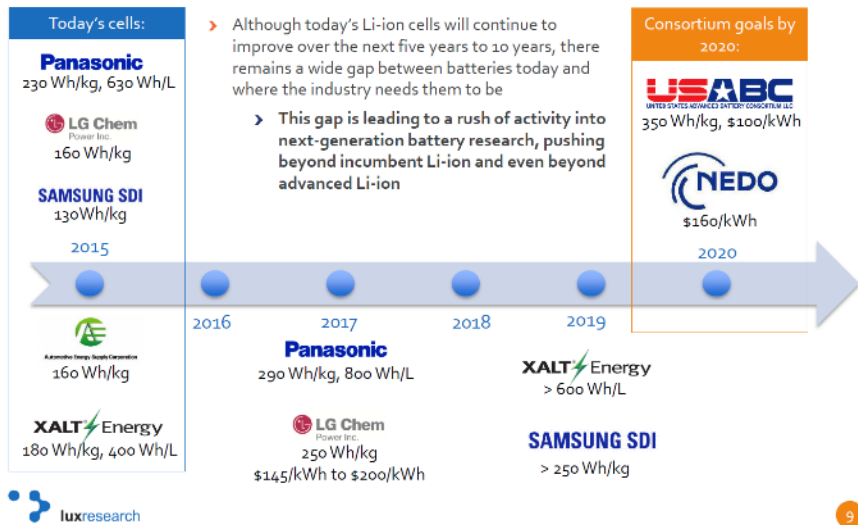 Today's cells:
Panasonic
230 Wh/kg, 630 Wh/L
LG Chem
Power Inc.
160 Wh/kg
SAMSUNG SDI
130Wh/kg
2015
› Although today's Li-ion cells will continue to
improve over the next five years to 10 years, there
remains a wide gap between batteries today and
where the industry needs them to be
› This gap is leading to a rush of activity into
next-generation battery research, pushing
beyond incumbent Li-ion and even beyond
advanced Li-ion
Consortium goals by
2020:
USABC
UNITED STATES ADVANCED BATTERY CONSORTIUM LLC
350 Wh/kg, $100/kWh
NEDO
$160/kWh
2020
2016
2017
2018
2019
Automotive Energy Supply Corporation
160 Wh/kg
XALT Energy
180 Wh/kg, 400 Wh/L
Panasonic
290 Wh/kg, 800 Wh/L
LG Chem
Power Inc.
250 Wh/kg
$145/kWh to $200/kWh
XALT Energy
> 600 Wh/L
SAMSUNG SDI
> 250 Wh/kg
luxresearch
9